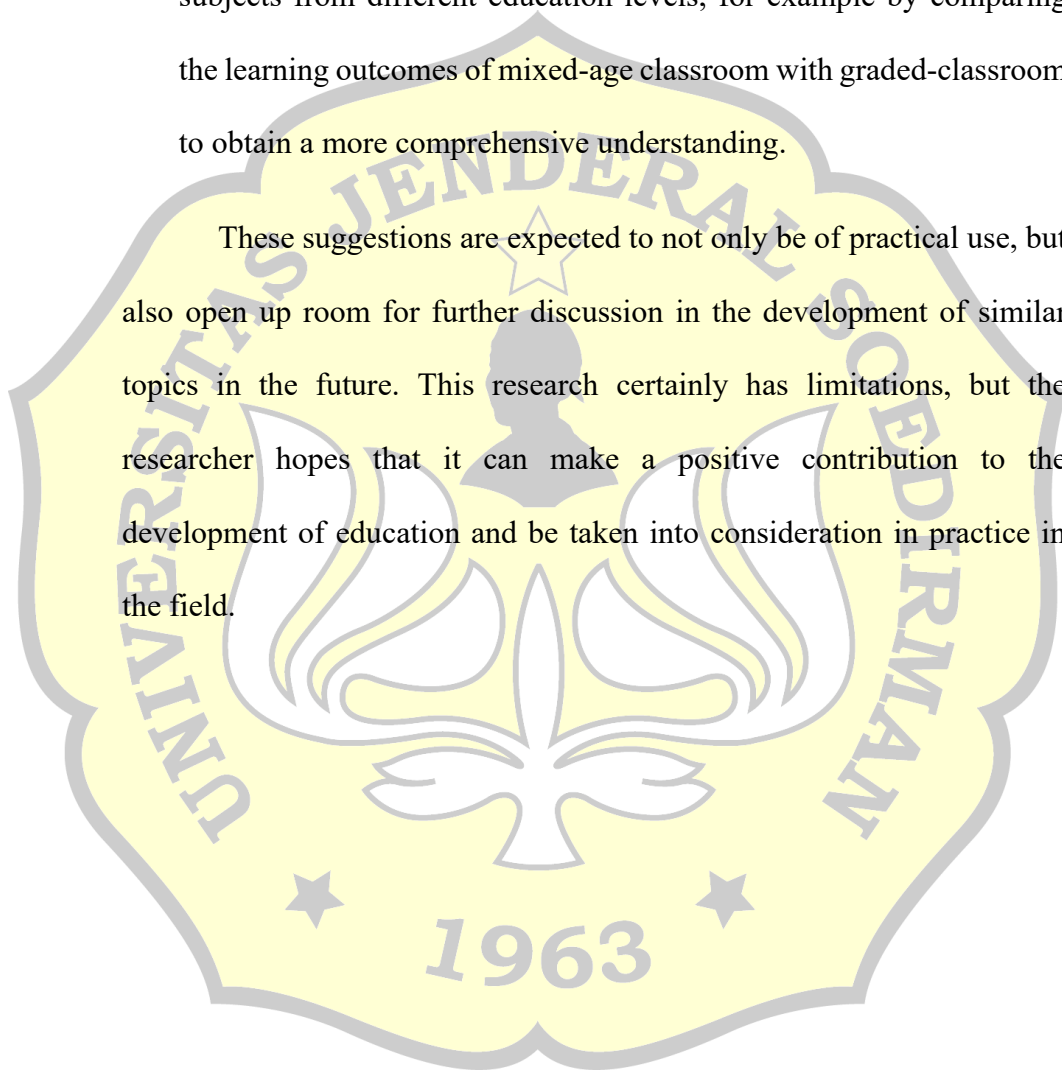 subjects from different education levels, for example by comparing
the learning outcomes of mixed-age classroom with graded-classroom
to obtain a more comprehensive understanding.
These suggestions are expected to not only be of practical use, but
also open up room for further discussion in the development of similar
topics in the future. This research certainly has limitations, but the
researcher hopes that it can make a positive contribution to the
development of education and be taken into consideration in practice in
the field.
UNIVERSITAS JENDERAL SOEDIRMAN
1963